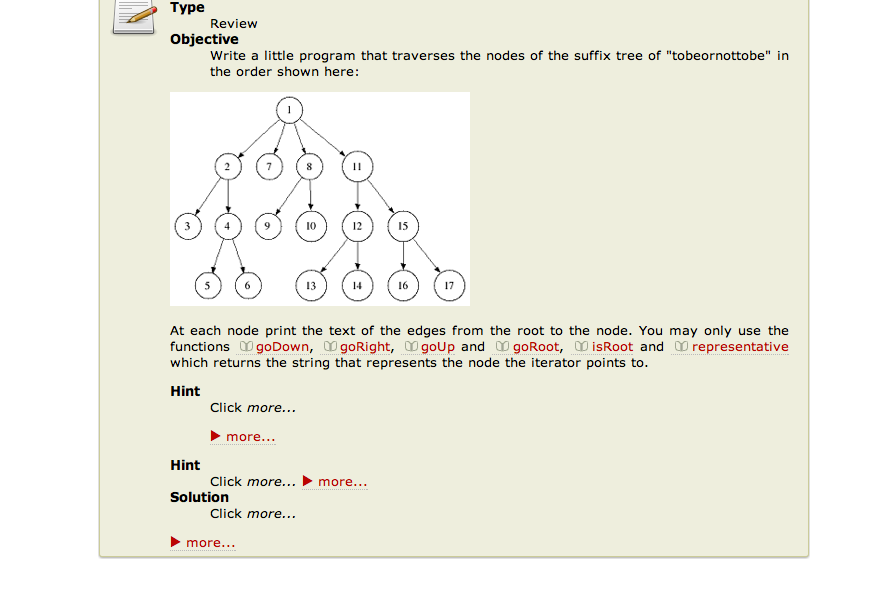 Type
Review
Objective
Write a little program that traverses the nodes of the suffix tree of "tobeornottobe" in
the order shown here:
1
2 7 8 11
3 4 9 10 12 15
5 6 13 14 16 17
At each node print the text of the edges from the root to the node. You may only use the
functions goDown, goRight, goUp and goRoot, isRoot and representative
which returns the string that represents the node the iterator points to.
Hint
Click more...
more...
Hint
Click more... more...
Solution
Click more...
more...